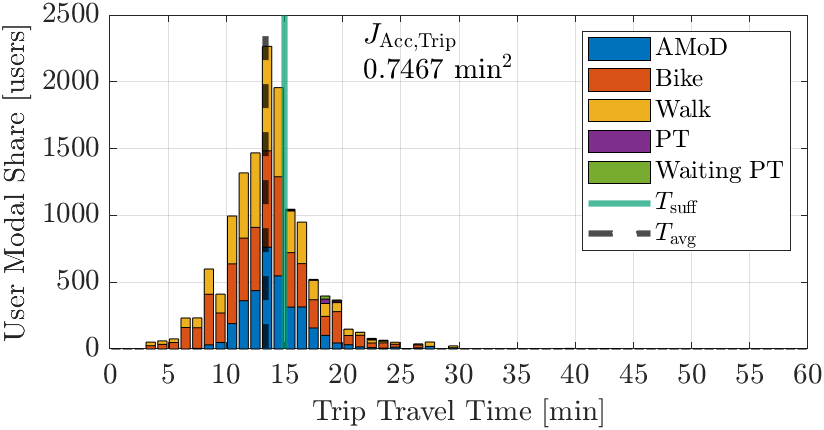 2500
2000
1500
1000
500
0
User Modal Share [users]
J_Acc,Trip
0.7467 min²
AMoD
Bike
Walk
PT
Waiting PT
T_suff
T_avg
0 5 10 15 20 25 30 35 40 45 50 55 60
Trip Travel Time [min]